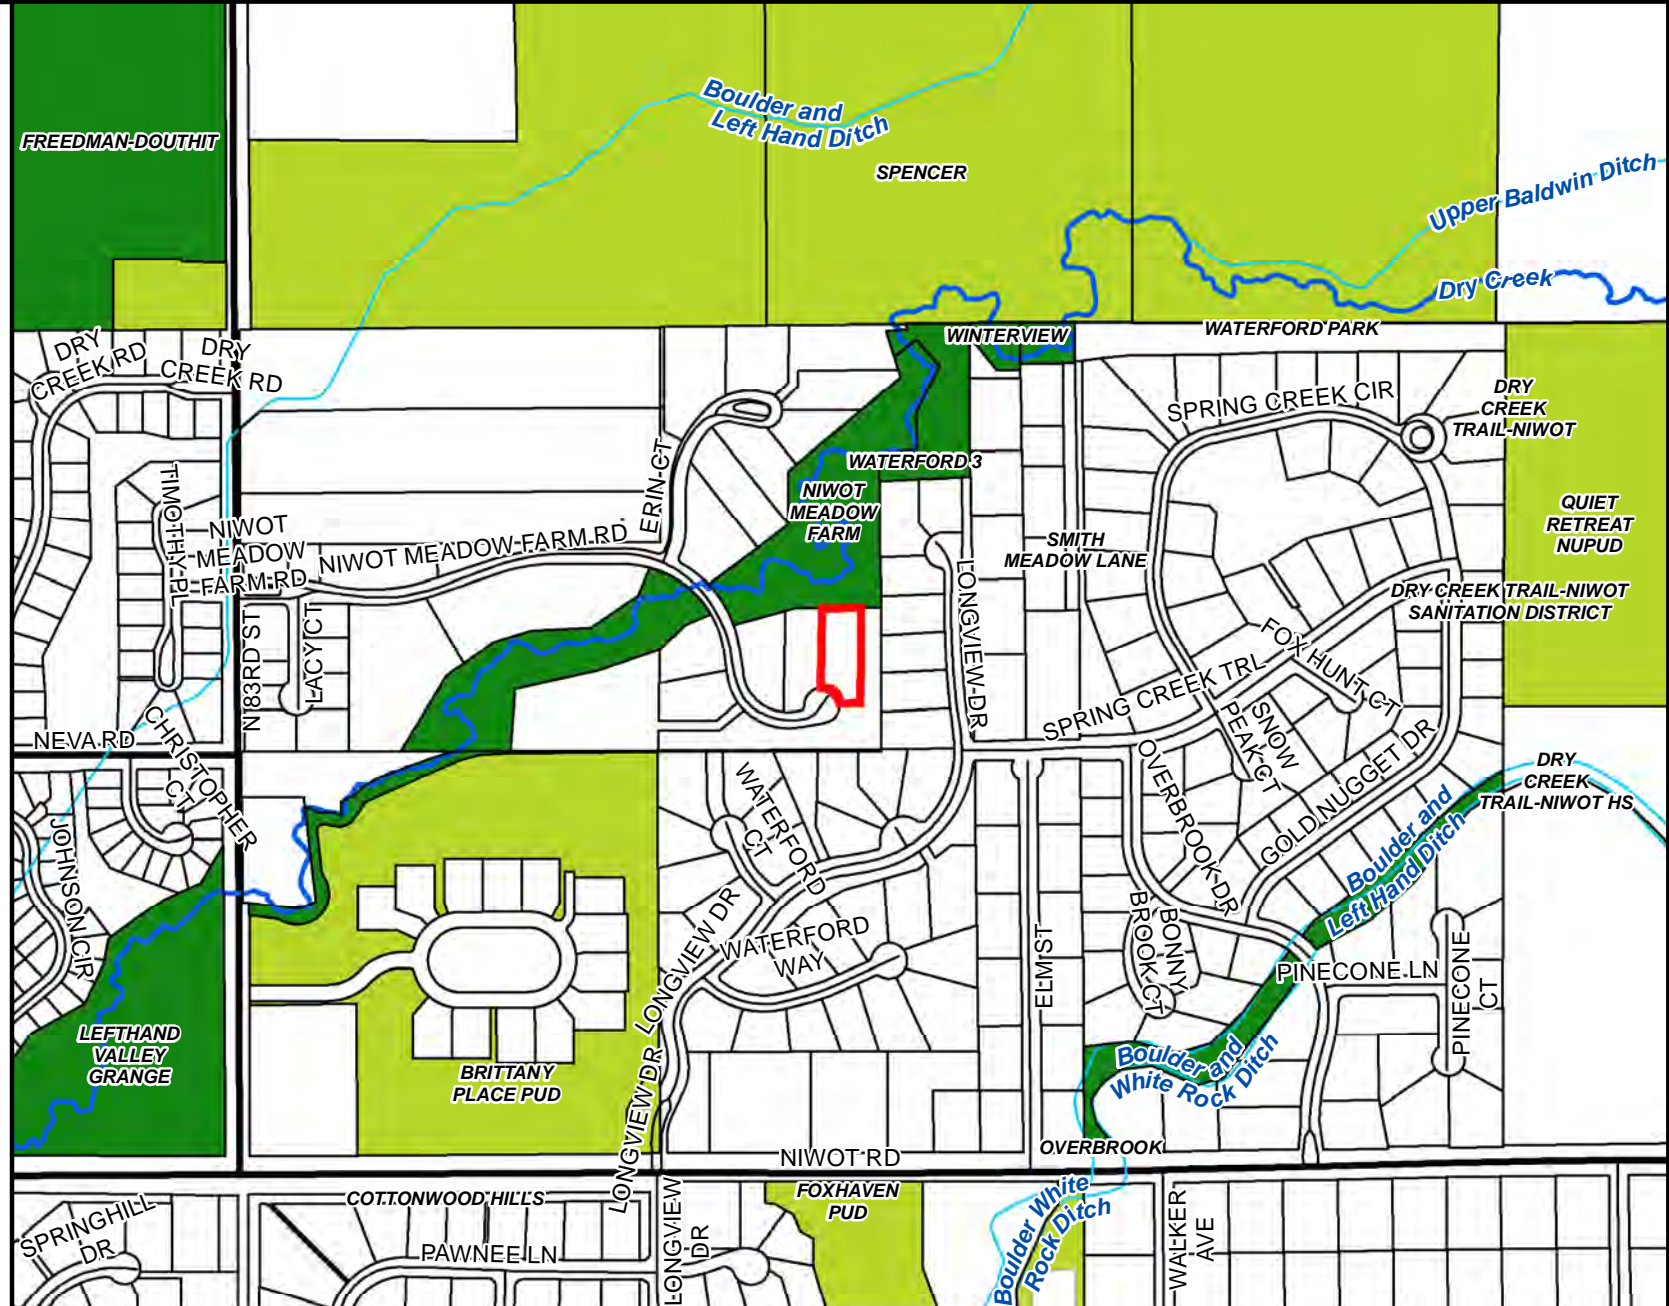 FREEDMAN-DOUTHIT
Boulder and
Left Hand Ditch
SPENCER
Upper Baldwin Ditch
Dry Creek
WINTERVIEW
WATERFORD PARK
DRY
CREEK RD
DRY
CREEK RD
SPRING CREEK CIR
DRY
CREEK
TRAIL-NIWOT
ERIN CT
WATERFORD 3
NIWOT
MEADOW
FARM
TIMOTHY PL
NIWOT
MEADOW
FARM RD
NIWOT MEADOW FARM RD
SMITH
MEADOW LANE
QUIET
RETREAT
NUPUD
N 83RD ST
LACY CT
LONGVIEW DR
DRY CREEK TRAIL-NIWOT
SANITATION DISTRICT
FOX HUNT CT
SPRING CREEK TRL
SNOW
PEAK CT
NEVA RD
CHRISTOPHER
CT
WATERFORD
CT
OVERBROOK DR
GOLD NUGGET DR
DRY
CREEK
TRAIL-NIWOT HS
JOHNSON CIR
Boulder and
Left Hand Ditch
LONGVIEW DR
WATERFORD
WAY
ELM ST
BONNY
BROOK CT
PINECONE LN
PINECONE
CT
LEFTHAND
VALLEY
GRANGE
BRITTANY
PLACE PUD
LONGVIEW DR
Boulder and
White Rock Ditch
NIWOT RD
OVERBROOK
COTTONWOOD HILLS
FOXHAVEN
PUD
SPRINGHILL
DR
PAWNEE LN
LONGVIEW
DR
Boulder White
Rock Ditch
WALKER
AVE